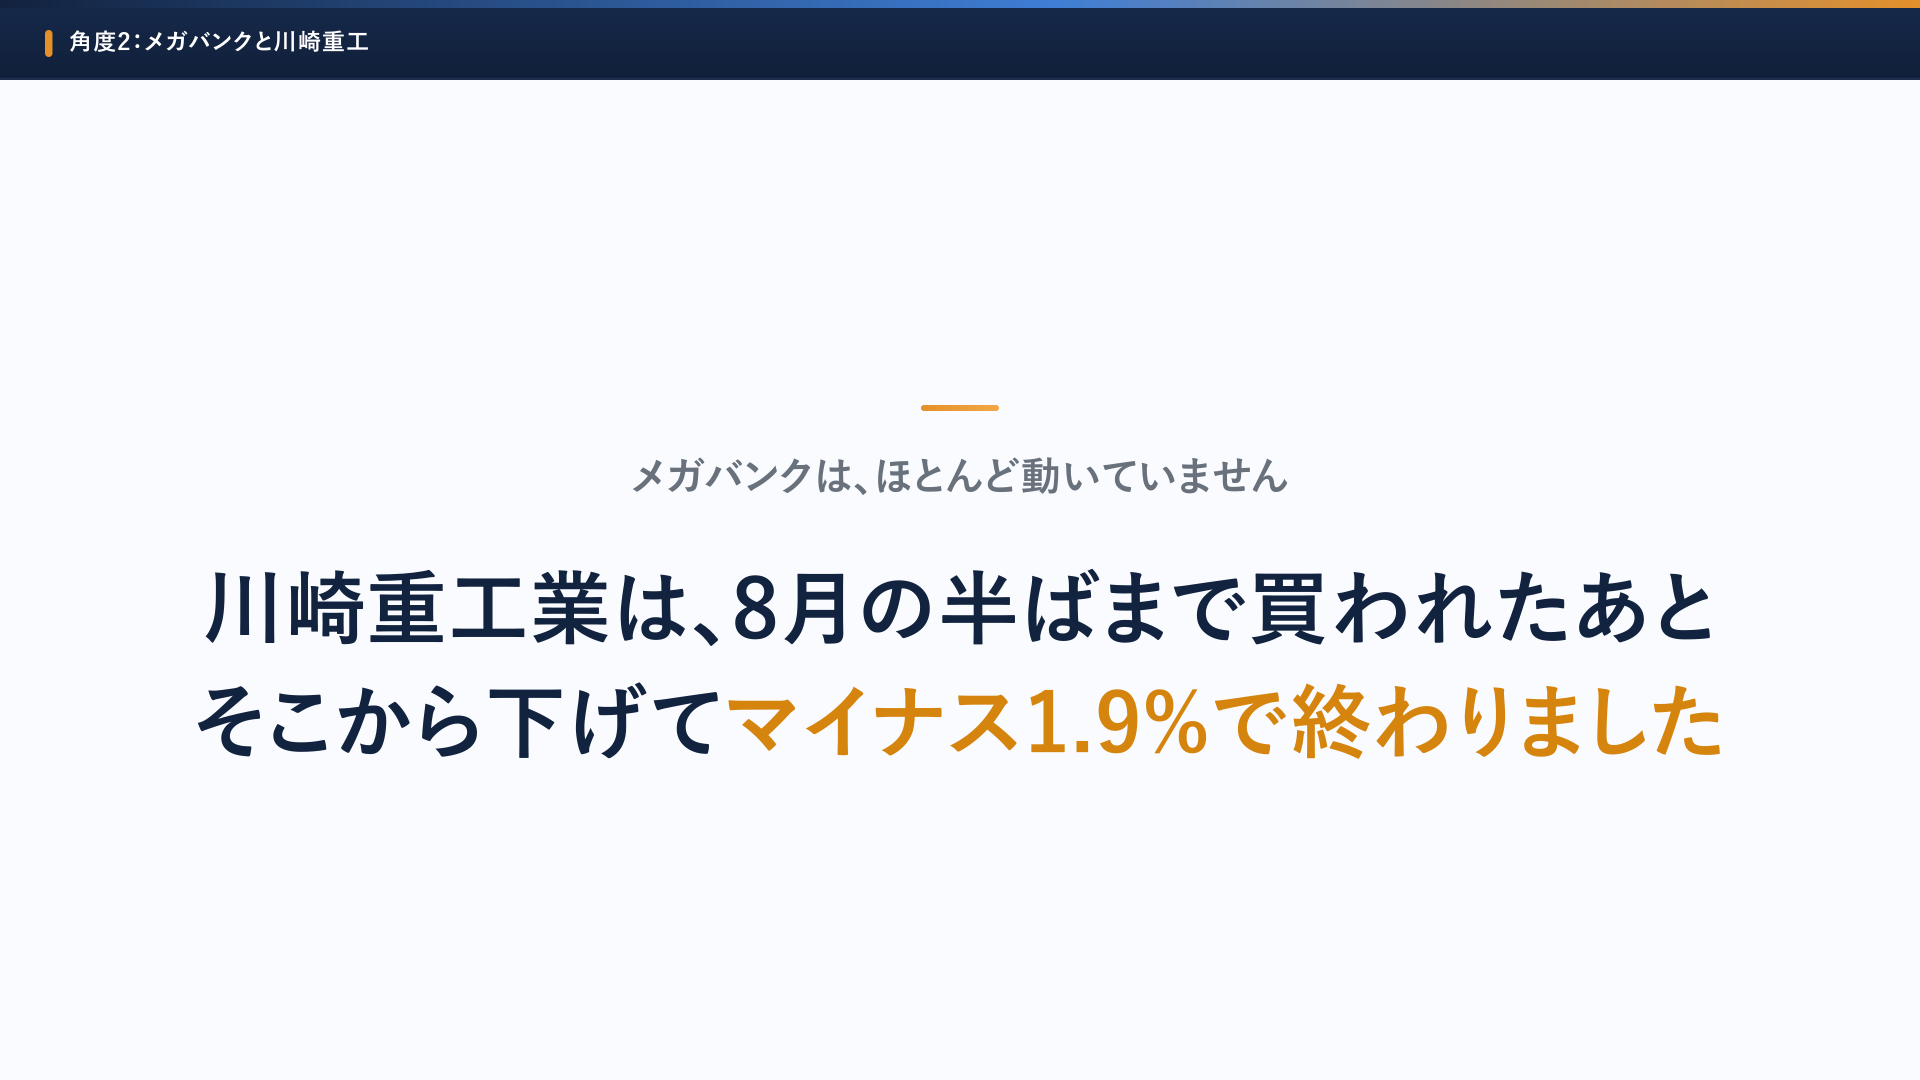 角度2：メガバンクと川崎重工
メガバンクは、ほとんど動いていません
川崎重工業は、8月の半ばまで買われたあと
そこから下げてマイナス1.9%で終わりました